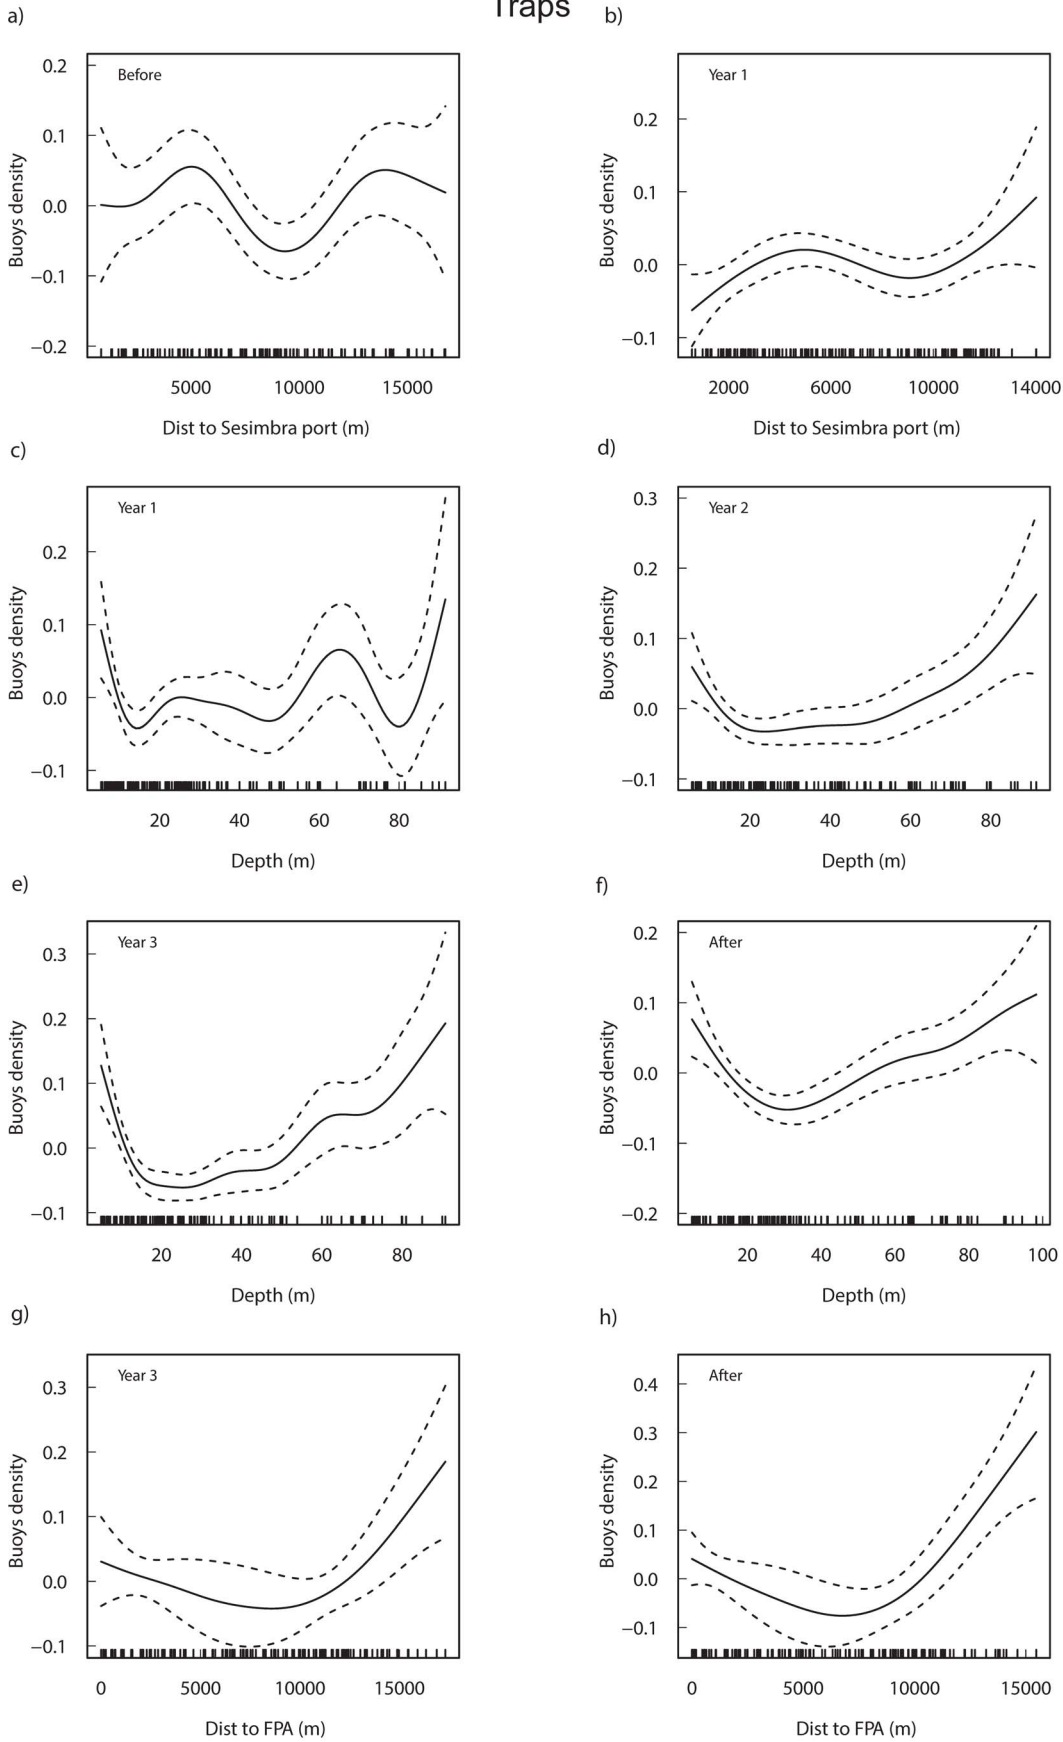 Traps
a)
b)
0.2
0.1
0.0
−0.1
−0.2
Buoys density
Before
5000 10000 15000
Dist to Sesimbra port (m)
0.2
0.1
0.0
−0.1
Buoys density
Year 1
2000 6000 10000 14000
Dist to Sesimbra port (m)
c)
d)
0.2
0.1
0.0
−0.1
Buoys density
Year 1
20 40 60 80
Depth (m)
0.3
0.2
0.1
0.0
−0.1
Buoys density
Year 2
20 40 60 80
Depth (m)
e)
f)
0.3
0.2
0.1
0.0
−0.1
Buoys density
Year 3
20 40 60 80
Depth (m)
0.2
0.1
0.0
−0.1
−0.2
Buoys density
After
20 40 60 80 100
Depth (m)
g)
h)
0.3
0.2
0.1
0.0
−0.1
Buoys density
Year 3
0 5000 10000 15000
Dist to FPA (m)
0.4
0.3
0.2
0.1
0.0
−0.1
Buoys density
After
0 5000 10000 15000
Dist to FPA (m)